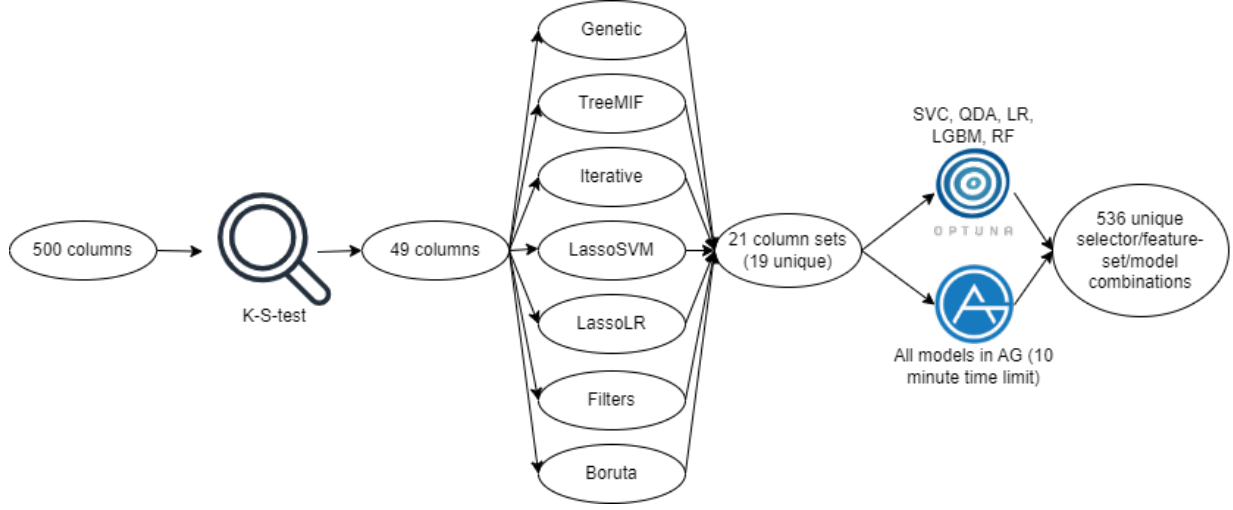 500 columns
K-S-test
49 columns
Genetic
TreeMIF
Iterative
LassoSVM
LassoLR
Filters
Boruta
21 column sets
(19 unique)
SVC, QDA, LR,
LGBM, RF
OPTUNA
All models in AG (10
minute time limit)
536 unique
selector/feature-
set/model
combinations